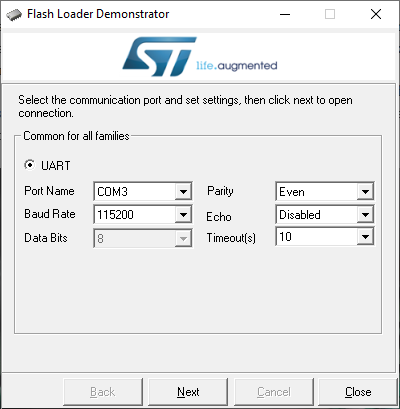 Flash Loader Demonstrator
ST
life.augmented
Select the communication port and set settings, then click next to open
connection.
Common for all families
UART
Port Name COM3 Parity Even
Baud Rate 115200 Echo Disabled
Data Bits 8 Timeout(s) 10
Back Next Cancel Close